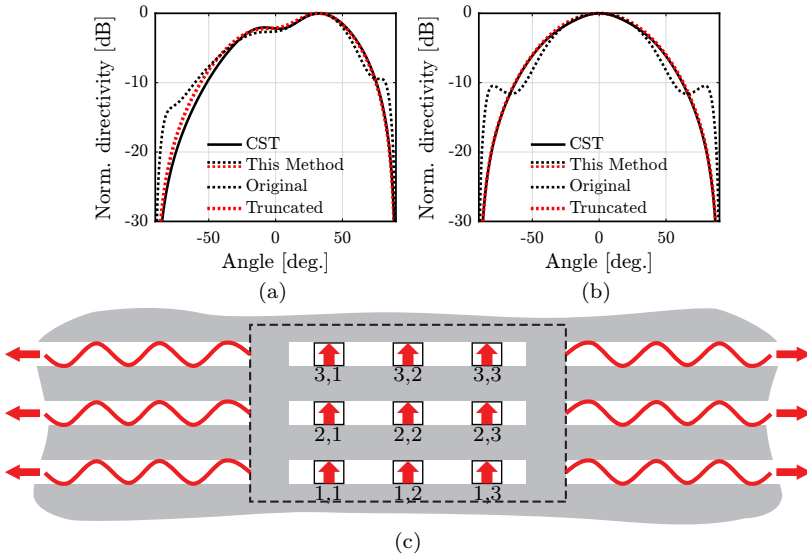 Norm. directivity [dB]
0
-10
-20
-30
-50
0
50
Angle [deg.]
CST
This Method
Original
Truncated
(a)
Norm. directivity [dB]
0
-10
-20
-30
-50
0
50
Angle [deg.]
CST
This Method
Original
Truncated
(b)
3,1 3,2 3,3
2,1 2,2 2,3
1,1 1,2 1,3
(c)